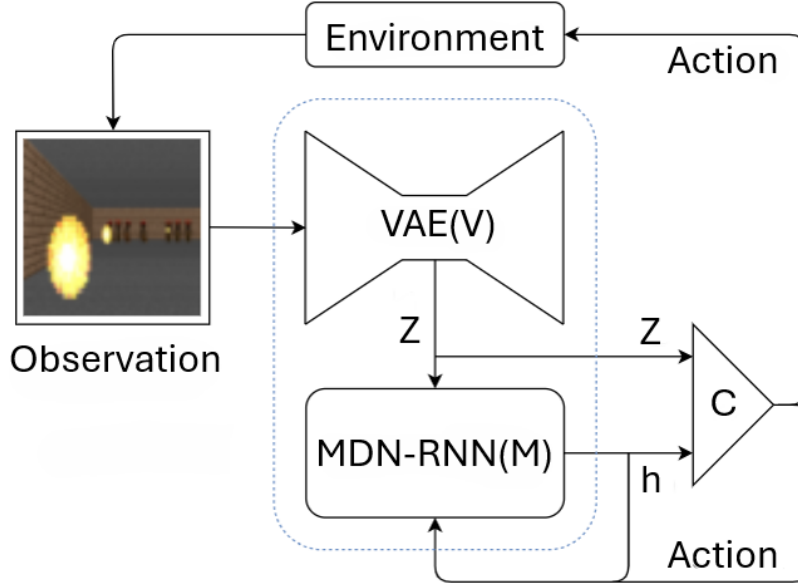 Environment
Action
Observation
VAE(V)
Z
Z
C
MDN-RNN(M)
h
Action